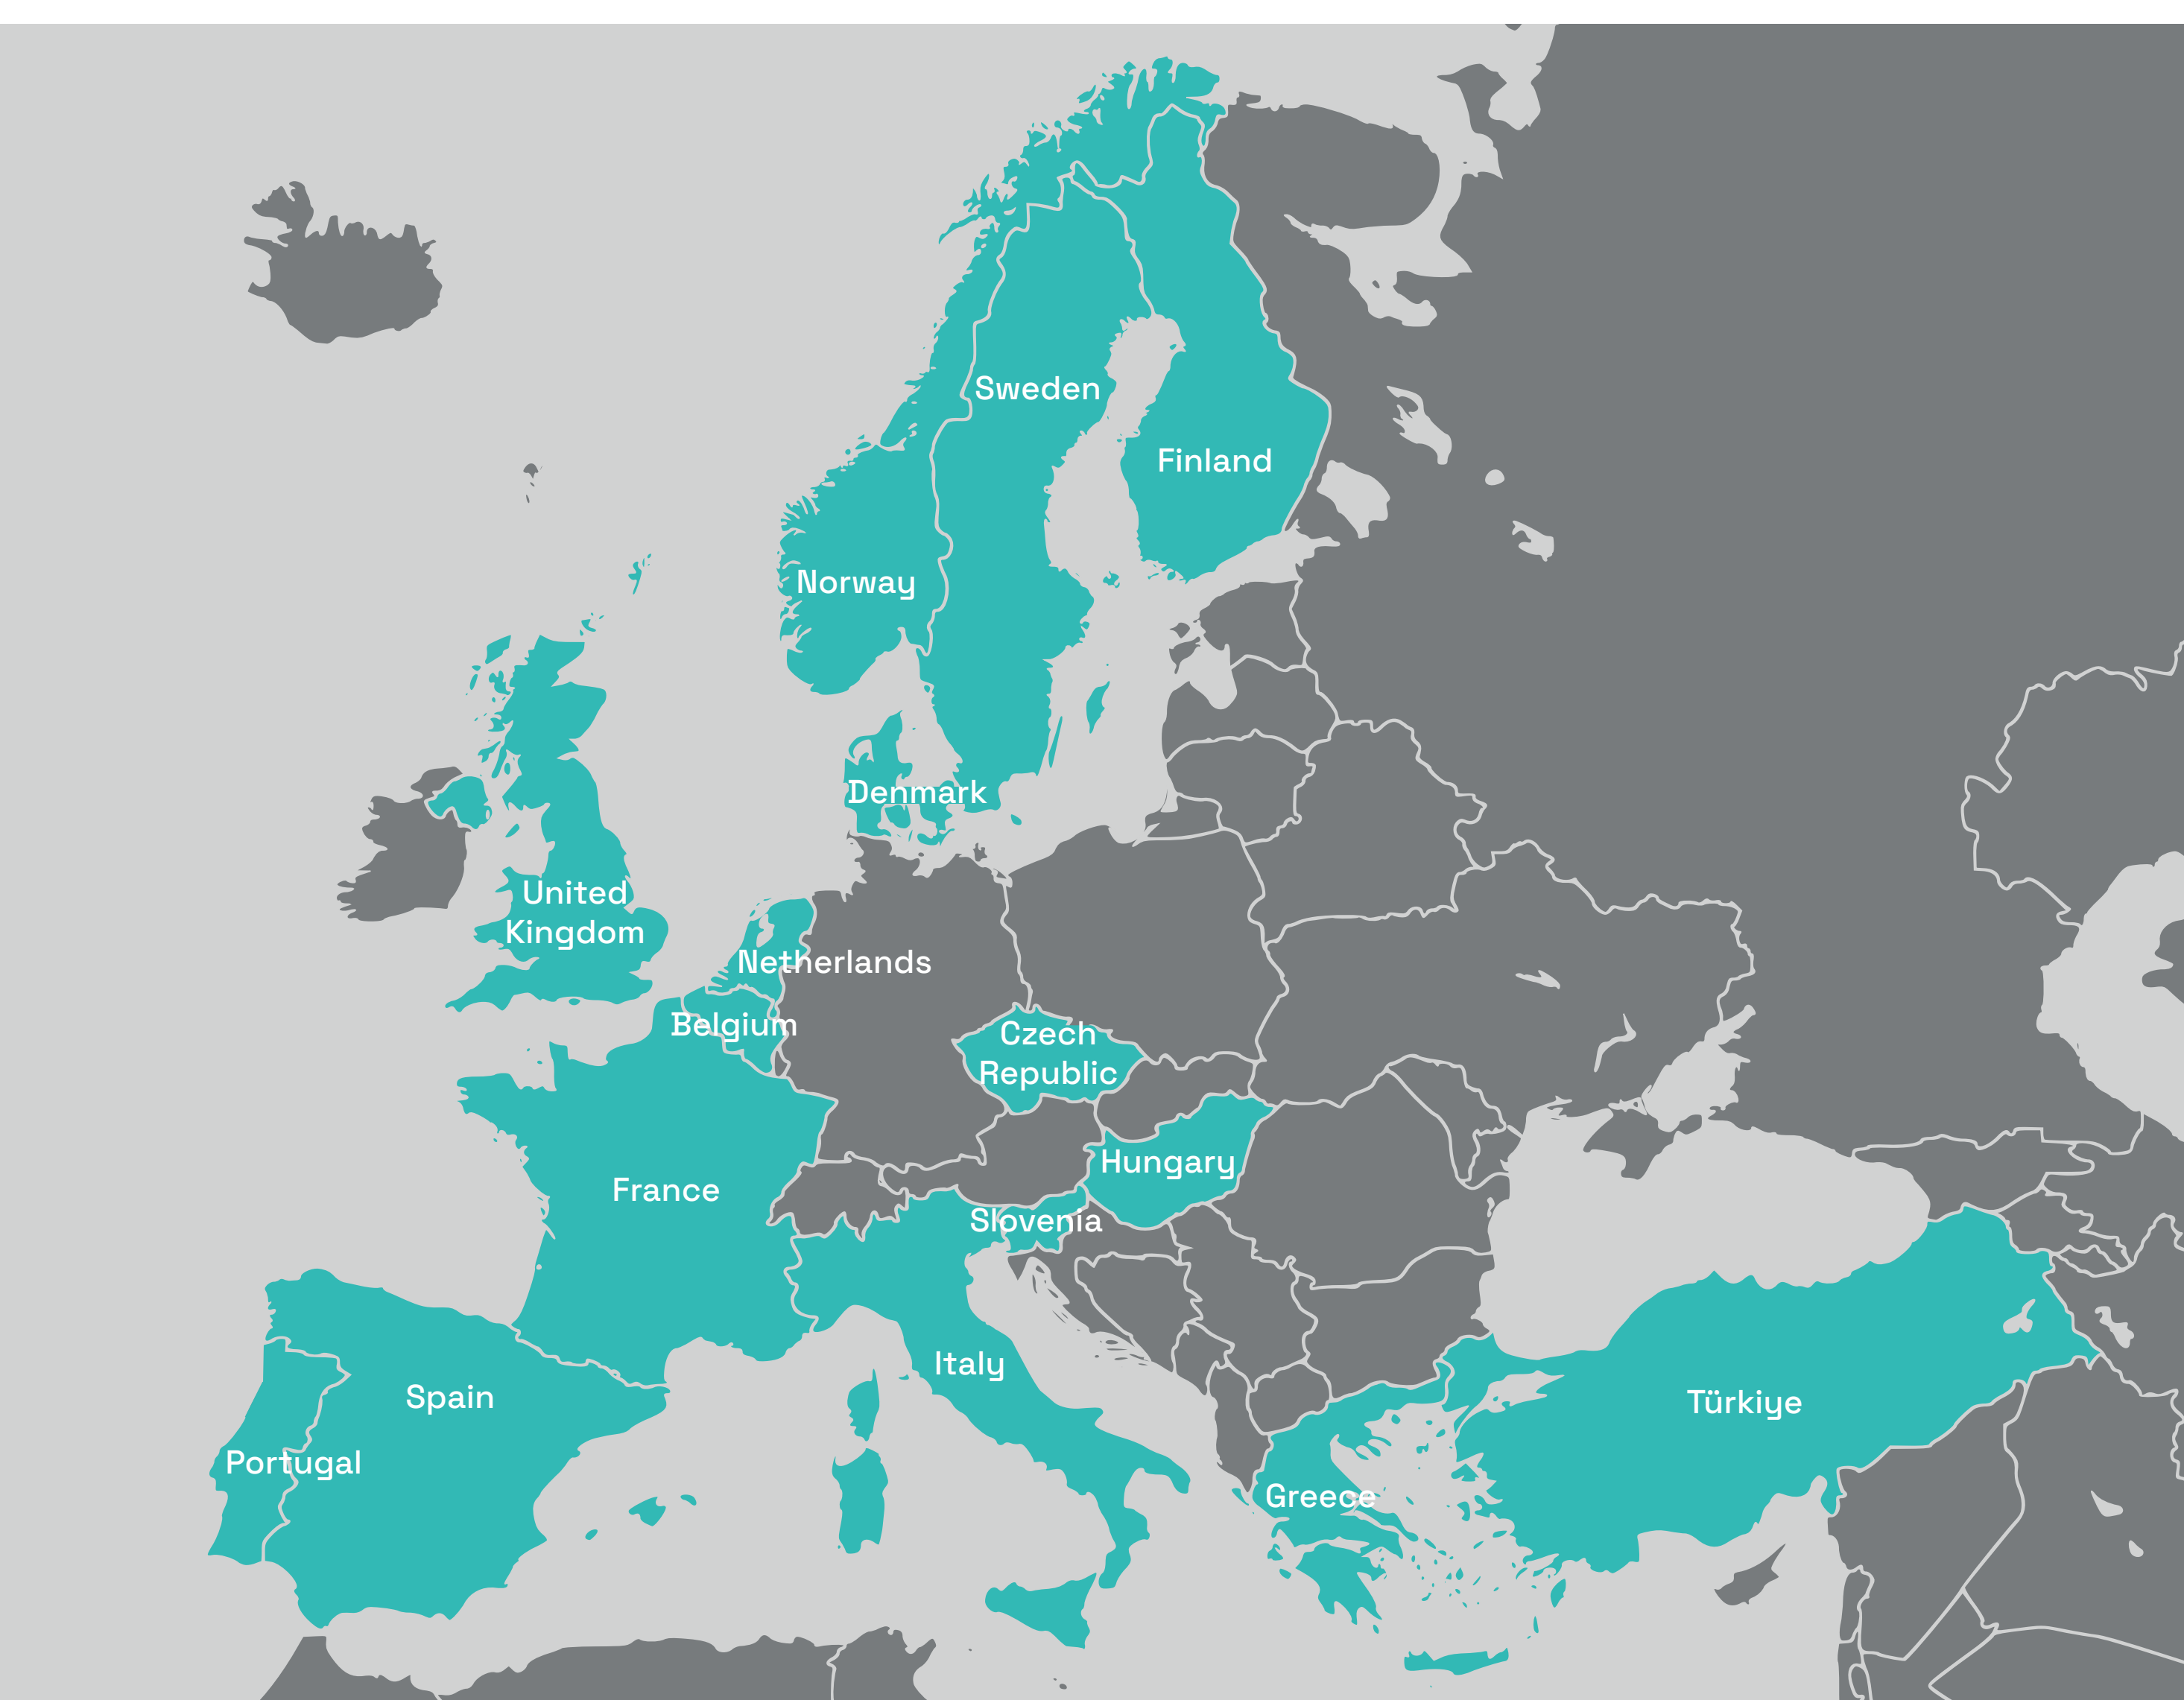 Sweden
Finland
Norway
Denmark
United
Kingdom
Netherlands
Belgium
Czech
Republic
Hungary
France
Slovenia
Italy
Spain
Türkiye
Portugal
Greece